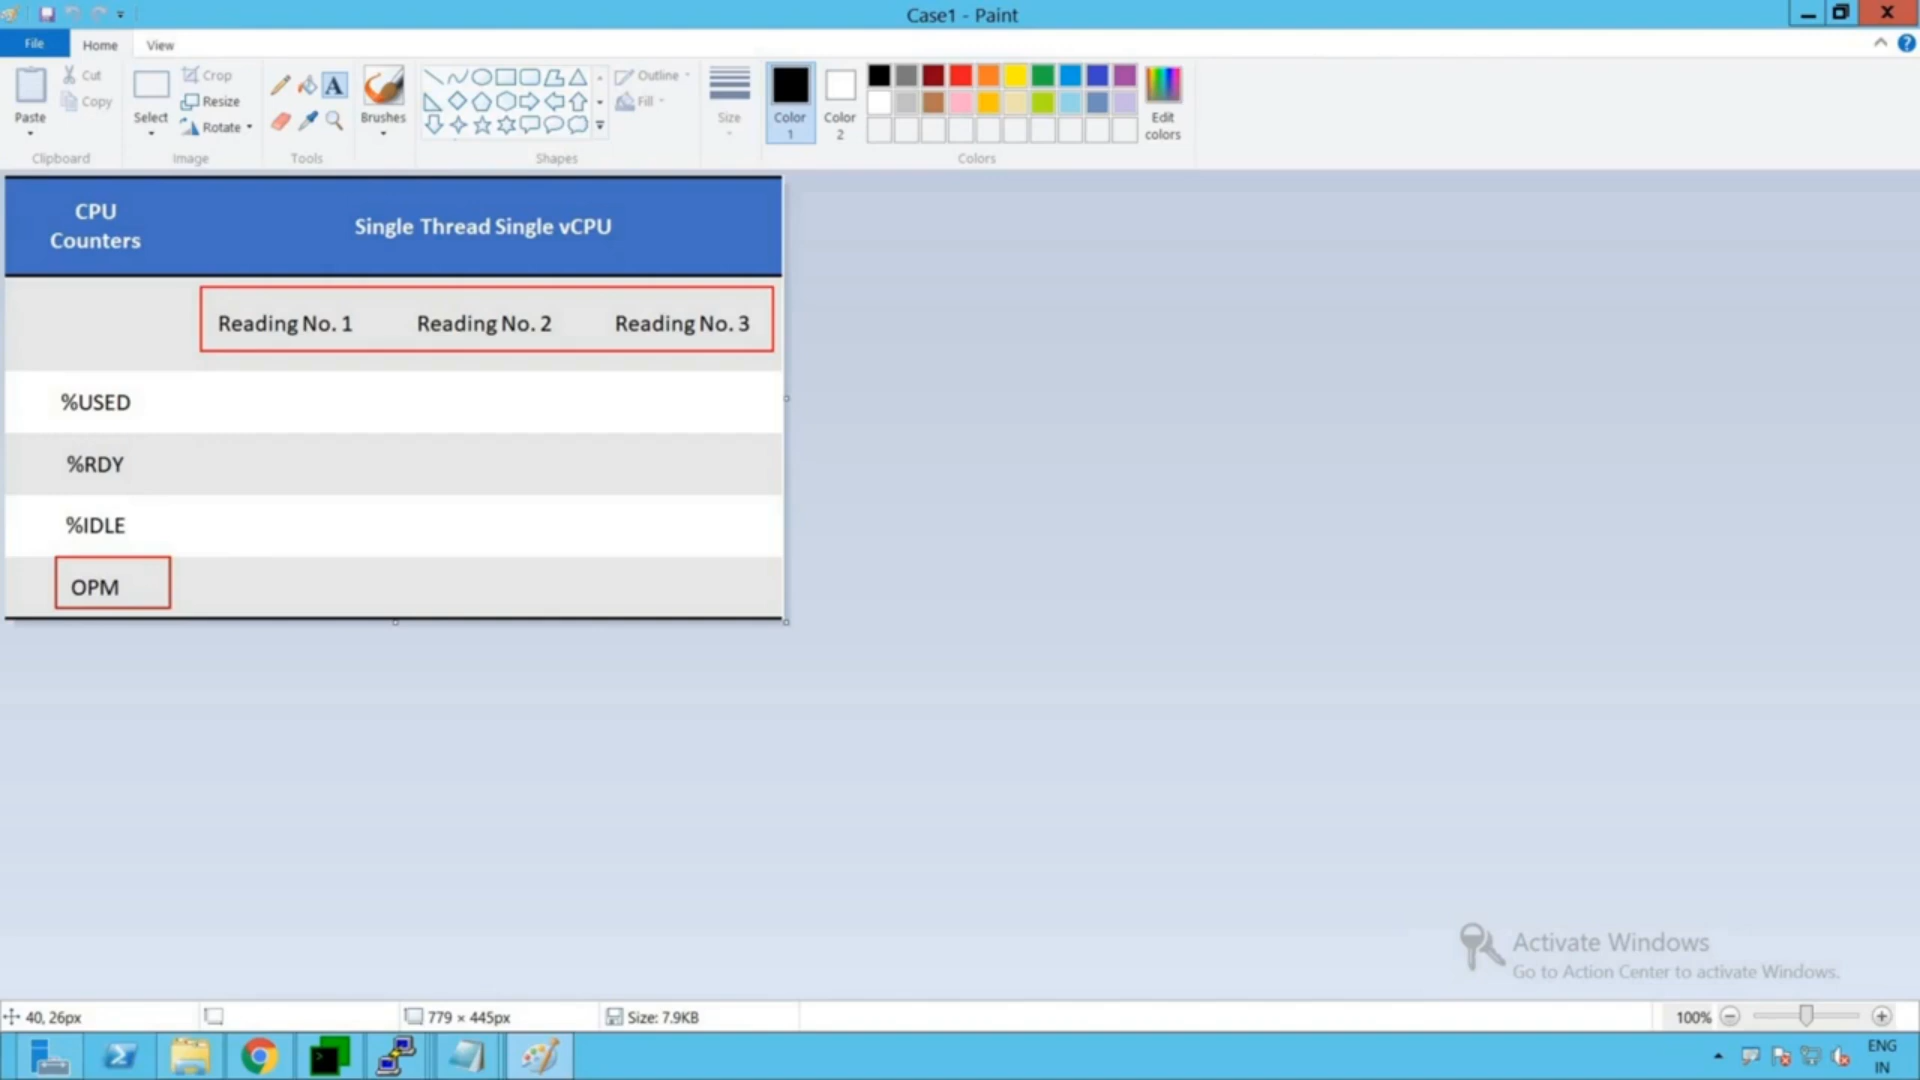 Case1 - Paint
File
Home
View
Paste
Cut
Copy
Clipboard
Select
Crop
Resize
Rotate
Image
A
Tools
Brushes
Outline
Fill
Shapes
Size
Color
1
Color
2
Edit
colors
Colors
CPU
Counters
Single Thread Single vCPU
Reading No. 1 Reading No. 2 Reading No. 3
%USED
%RDY
%IDLE
OPM
Activate Windows
Go to Action Center to activate Windows.
40, 26px
779 × 445px
Size: 7.9KB
100%
ENG
IN